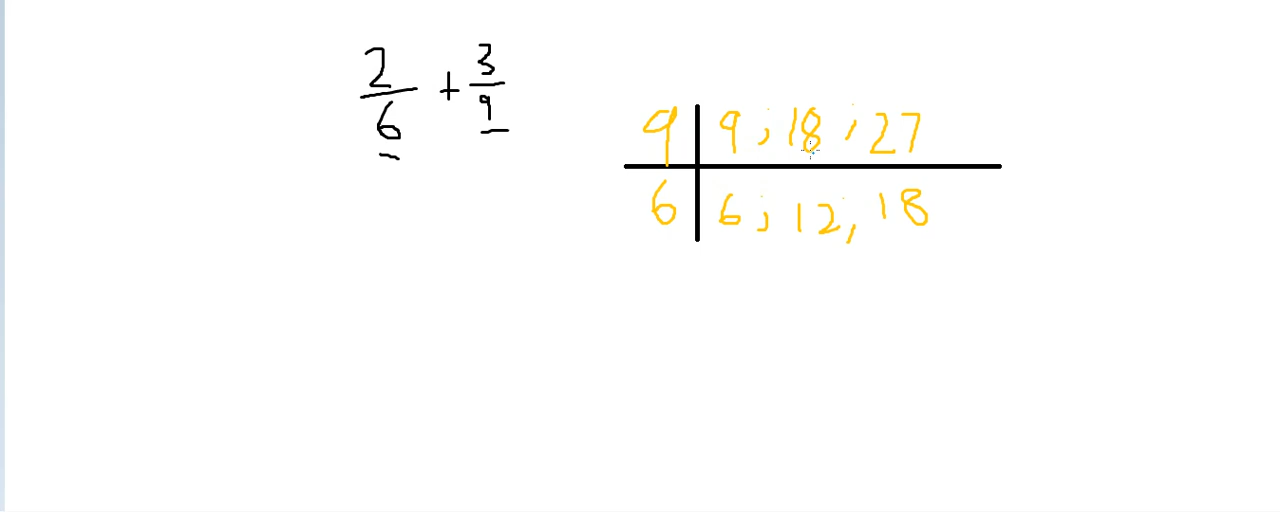 2/6 + 3/9
9 | 9 ; 18 ; 27
6 | 6 ; 12 , 18